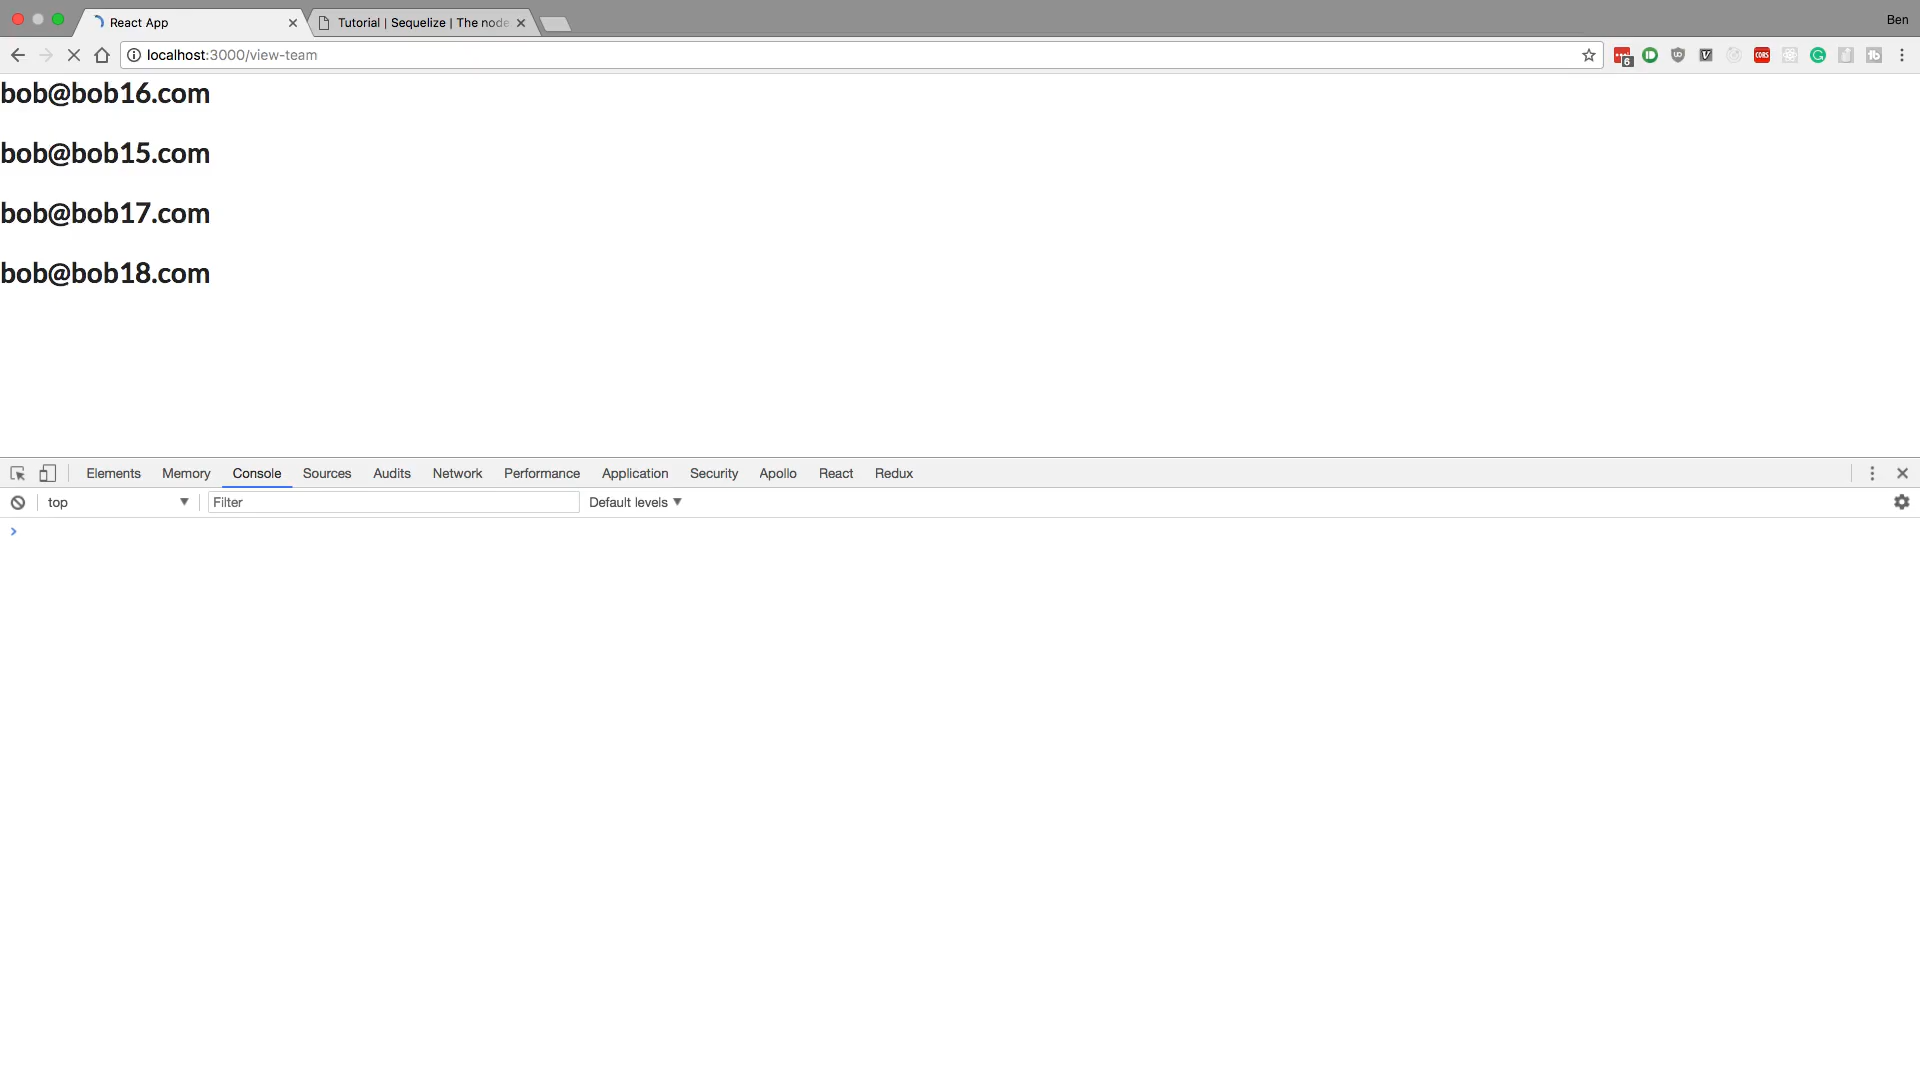 React App
Tutorial | Sequelize | The node
Ben
localhost:3000/view-team
6
CORS
bob@bob16.com
bob@bob15.com
bob@bob17.com
bob@bob18.com
Elements Memory Console Sources Audits Network Performance Application Security Apollo React Redux
top Filter Default levels